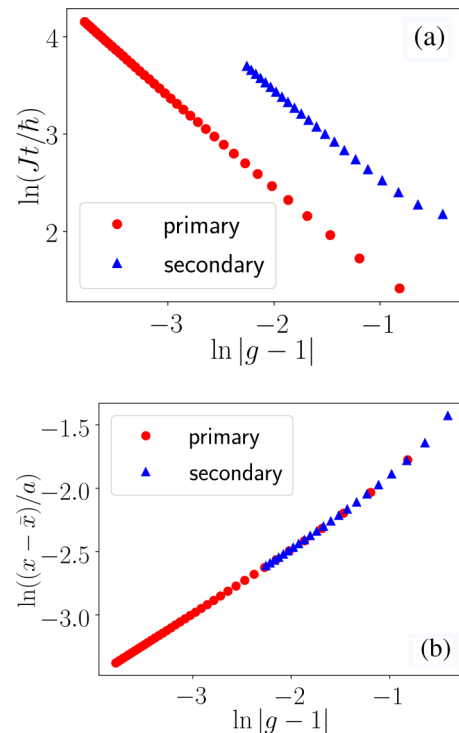 (a)
4
3
2
ln(Jt/ℏ)
primary
secondary
−3 −2 −1
ln |g − 1|
-1.5
-2.0
-2.5
-3.0
ln((x − x̄)/a)
primary
secondary
(b)
−3 −2 −1
ln |g − 1|